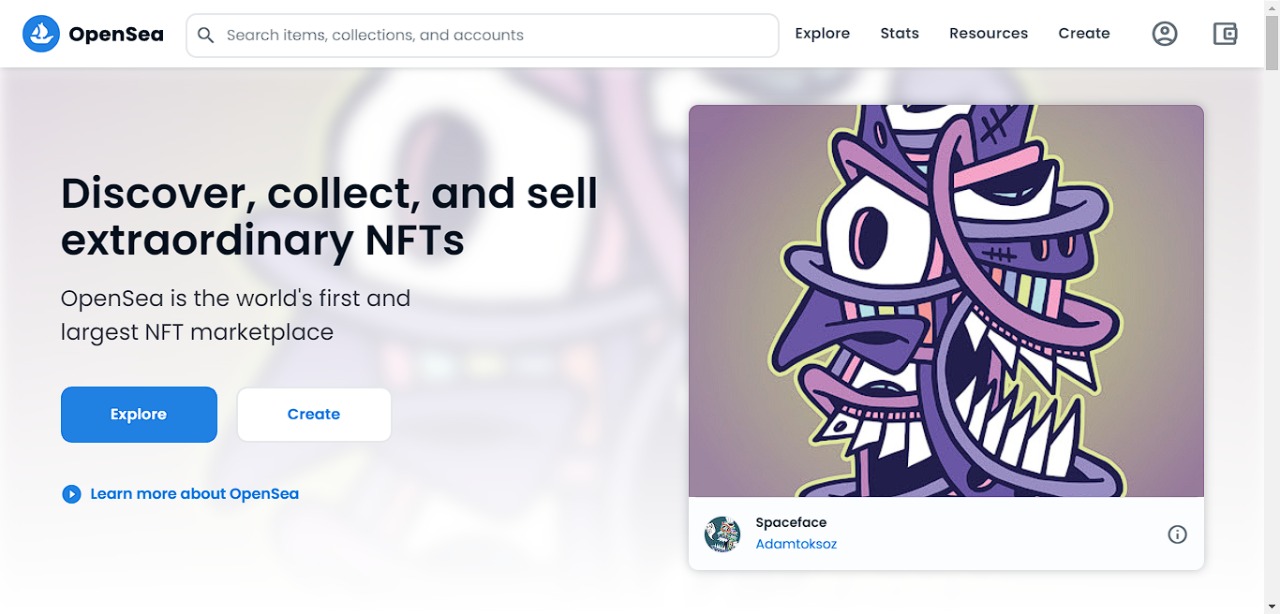 OpenSea
Search items, collections, and accounts
Explore
Stats
Resources
Create
Discover, collect, and sell
extraordinary NFTs
OpenSea is the world's first and
largest NFT marketplace
Explore
Create
Learn more about OpenSea
Spaceface
Adamtoksoz